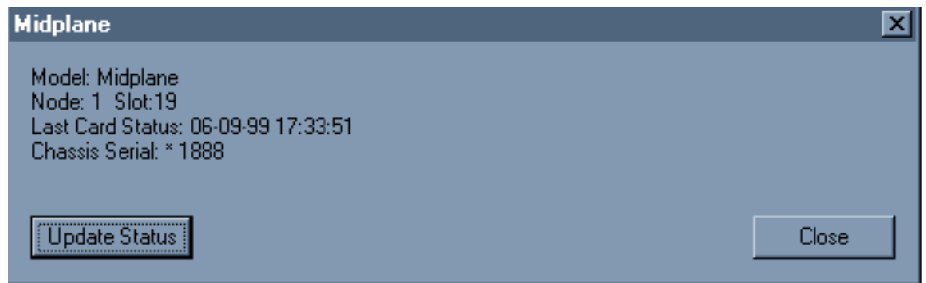 Midplane
Model: Midplane
Node: 1 Slot:19
Last Card Status: 06-09-99 17:33:51
Chassis Serial: * 1888
Update Status
Close